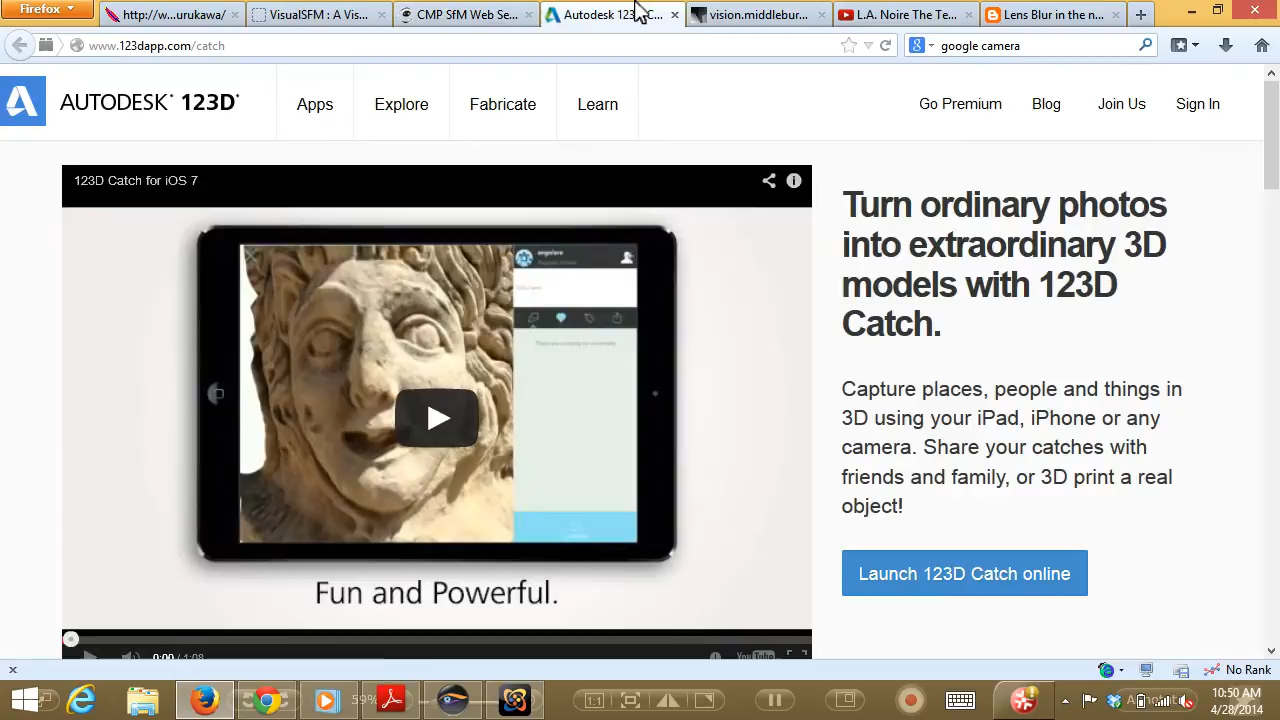 Firefox
http://w...urukawa/
VisualSFM : A Vis...
CMP SfM Web Se...
vision.middlebur...
L.A. Noire The Te...
Lens Blur in the n...
www.123dapp.com/catch
google camera
AUTODESK® 123D®
Apps
Explore
Fabricate
Learn
Go Premium
Blog
Join Us
Sign In
123D Catch for iOS 7
Fun and Powerful.
0:00 / 1:08
YouTube
Turn ordinary photos
into extraordinary 3D
models with 123D
Catch.
Capture places, people and things in
3D using your iPad, iPhone or any
camera. Share your catches with
friends and family, or 3D print a real
object!
Launch 123D Catch online
No Rank
59%
1:1
10:50 AM
4/28/2014